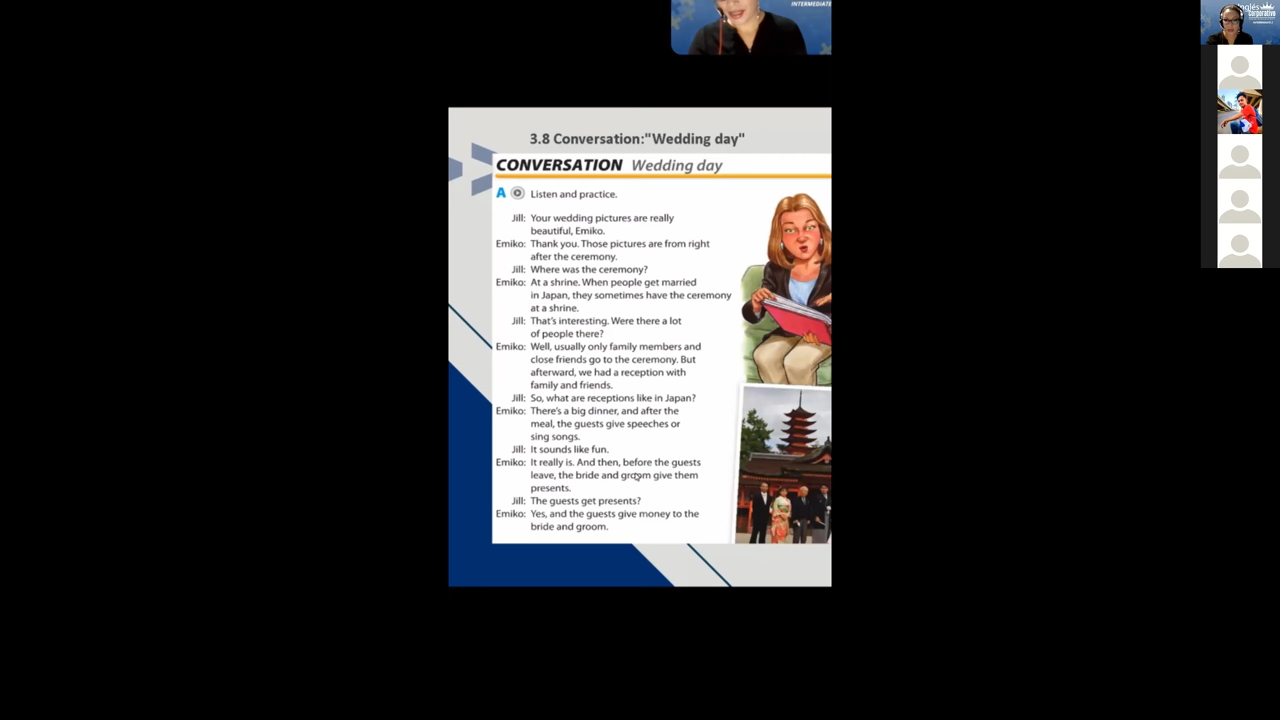 INTERMEDIATE
Inglés
Corporativo
3.8 Conversation:"Wedding day"
CONVERSATION Wedding day
A Listen and practice.
Jill: Your wedding pictures are really
beautiful, Emiko.
Emiko: Thank you. Those pictures are from right
after the ceremony.
Jill: Where was the ceremony?
Emiko: At a shrine. When people get married
in Japan, they sometimes have the ceremony
at a shrine.
Jill: That's interesting. Were there a lot
of people there?
Emiko: Well, usually only family members and
close friends go to the ceremony. But
afterward, we had a reception with
family and friends.
Jill: So, what are receptions like in Japan?
Emiko: There's a big dinner, and after the
meal, the guests give speeches or
sing songs.
Jill: It sounds like fun.
Emiko: It really is. And then, before the guests
leave, the bride and groom give them
presents.
Jill: The guests get presents?
Emiko: Yes, and the guests give money to the
bride and groom.